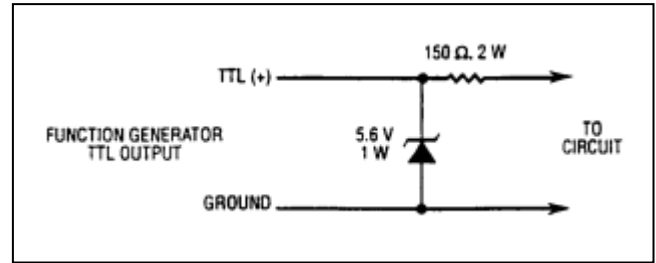 150 Ω. 2 W
TTL (+)
FUNCTION GENERATOR
TTL OUTPUT
5.6 V
1 W
TO
CIRCUIT
GROUND